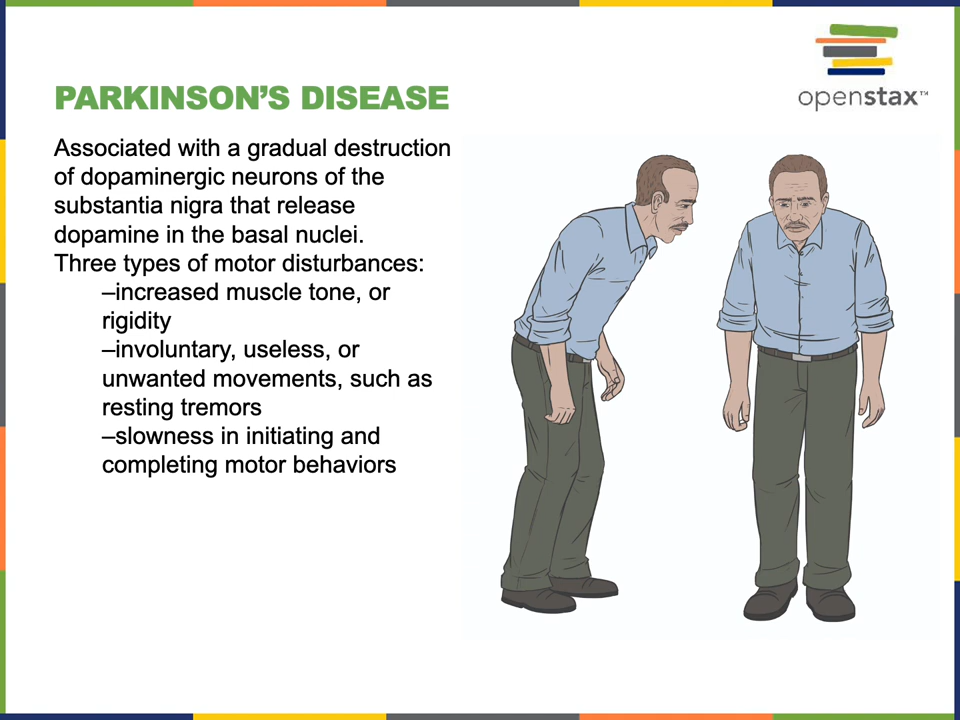 openstax™
PARKINSON'S DISEASE
Associated with a gradual destruction
of dopaminergic neurons of the
substantia nigra that release
dopamine in the basal nuclei.
Three types of motor disturbances:
–increased muscle tone, or
rigidity
–involuntary, useless, or
unwanted movements, such as
resting tremors
–slowness in initiating and
completing motor behaviors